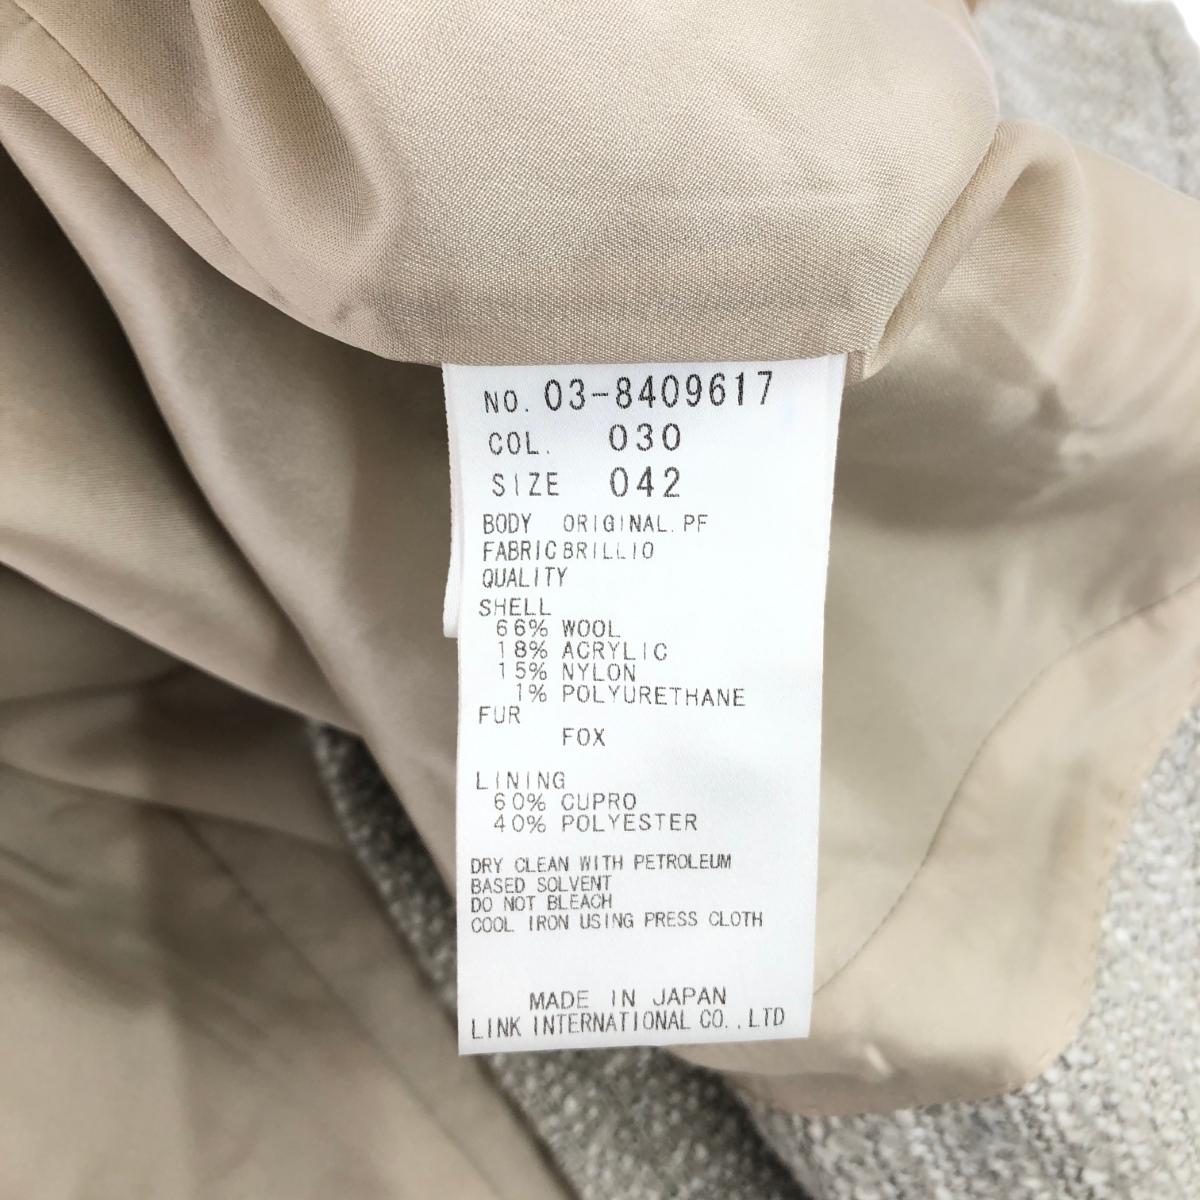 NO. 03-8409617
COL. 030
SIZE 042
BODY ORIGINAL. PF
FABRIC BRILLIO
QUALITY
SHELL
66% WOOL
18% ACRYLIC
15% NYLON
1% POLYURETHANE
FUR
FOX
LINING
60% CUPRO
40% POLYESTER
DRY CLEAN WITH PETROLEUM
BASED SOLVENT
DO NOT BLEACH
COOL IRON USING PRESS CLOTH
MADE IN JAPAN
LINK INTERNATIONAL CO.,LTD